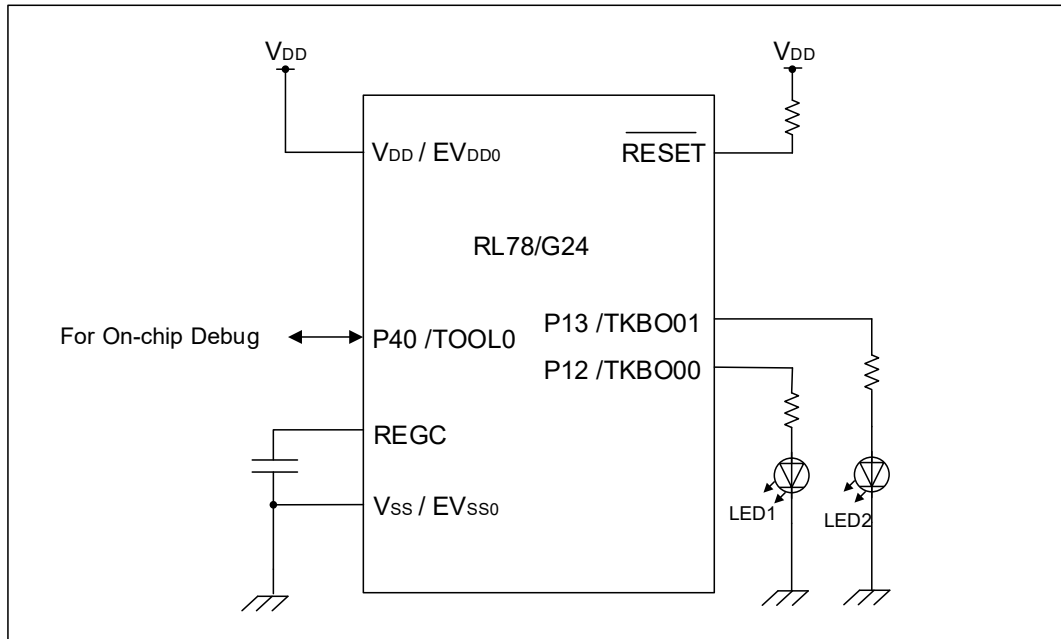 VDD
VDD
VDD / EVDD0
RESET
RL78/G24
P13 /TKBO01
For On-chip Debug
P40 /TOOL0
P12 /TKBO00
REGC
VSS / EVSS0
LED1
LED2